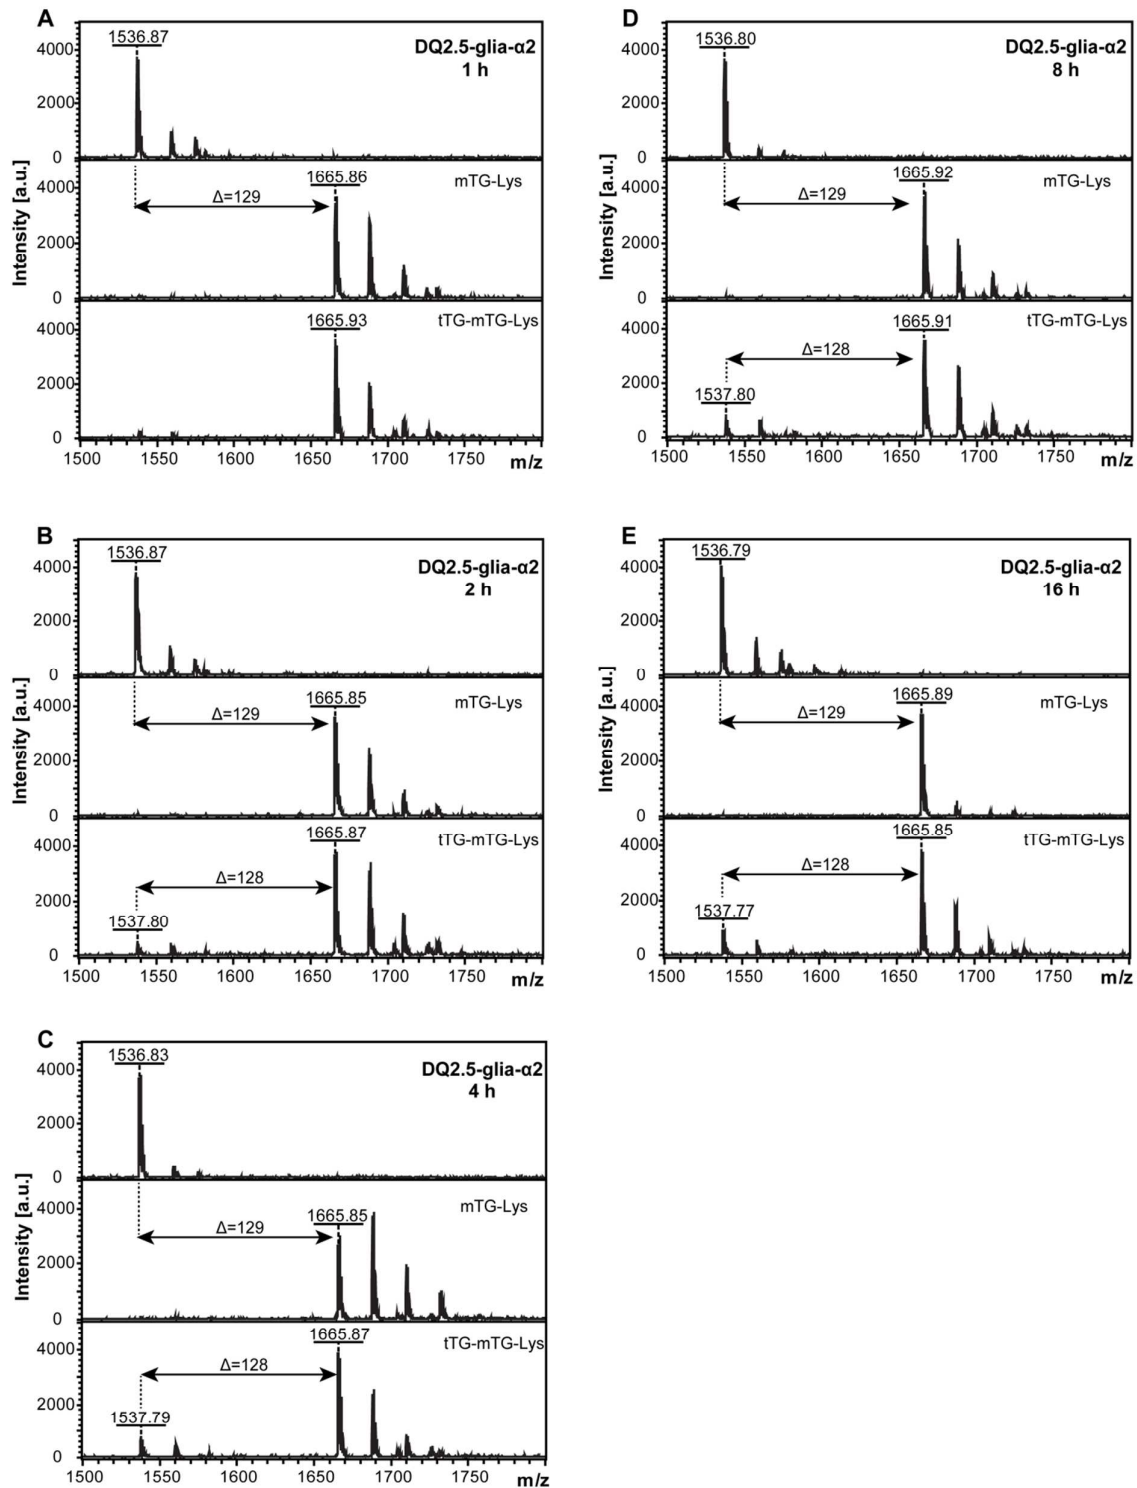 A
1536.87
4000
DQ2.5-glia-α2
1 h
2000
0
1665.86
mTG-Lys
4000
Δ=129
2000
0
1665.93
tTG-mTG-Lys
4000
2000
0
Intensity [a.u.]
1500 1550 1600 1650 1700 1750
m/z
D
1536.80
4000
DQ2.5-glia-α2
8 h
2000
0
1665.92
mTG-Lys
4000
Δ=129
2000
0
1665.91
tTG-mTG-Lys
4000
Δ=128
2000
1537.80
0
Intensity [a.u.]
1500 1550 1600 1650 1700 1750
m/z
B
1536.87
4000
DQ2.5-glia-α2
2 h
2000
0
1665.85
mTG-Lys
4000
Δ=129
2000
0
1665.87
tTG-mTG-Lys
4000
Δ=128
2000
1537.80
0
Intensity [a.u.]
1500 1550 1600 1650 1700 1750
m/z
E
1536.79
4000
DQ2.5-glia-α2
16 h
2000
0
1665.89
mTG-Lys
4000
Δ=129
2000
0
1665.85
tTG-mTG-Lys
4000
Δ=128
2000
1537.77
0
Intensity [a.u.]
1500 1550 1600 1650 1700 1750
m/z
C
1536.83
4000
DQ2.5-glia-α2
4 h
2000
0
1665.85
mTG-Lys
4000
Δ=129
2000
0
1665.87
tTG-mTG-Lys
4000
Δ=128
2000
1537.79
0
Intensity [a.u.]
1500 1550 1600 1650 1700 1750
m/z